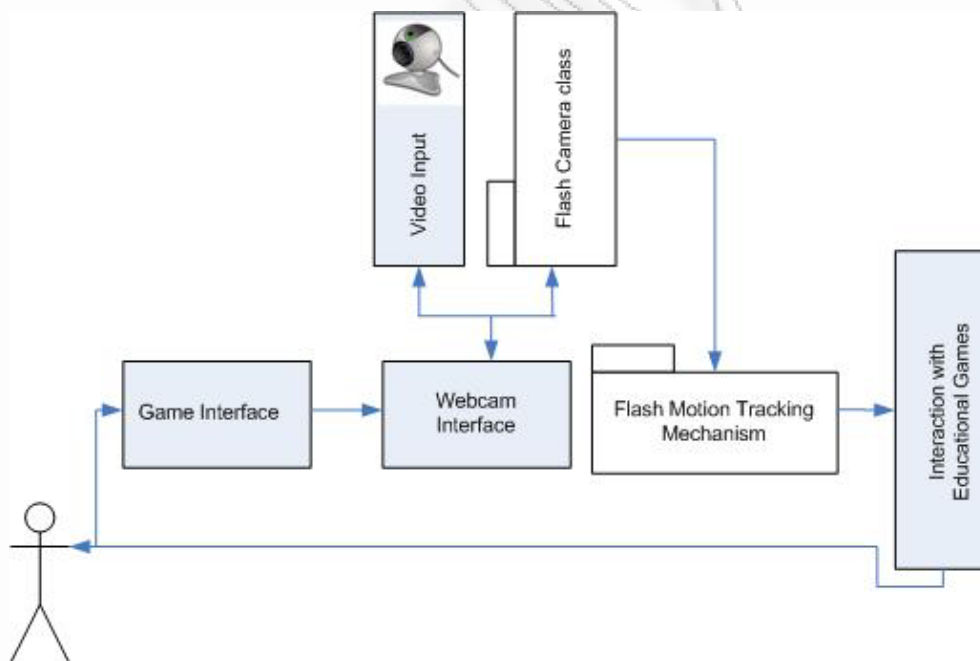 Video Input
Flash Camera class
Game Interface
Webcam
Interface
Flash Motion Tracking
Mechanism
Interaction with
Educational Games